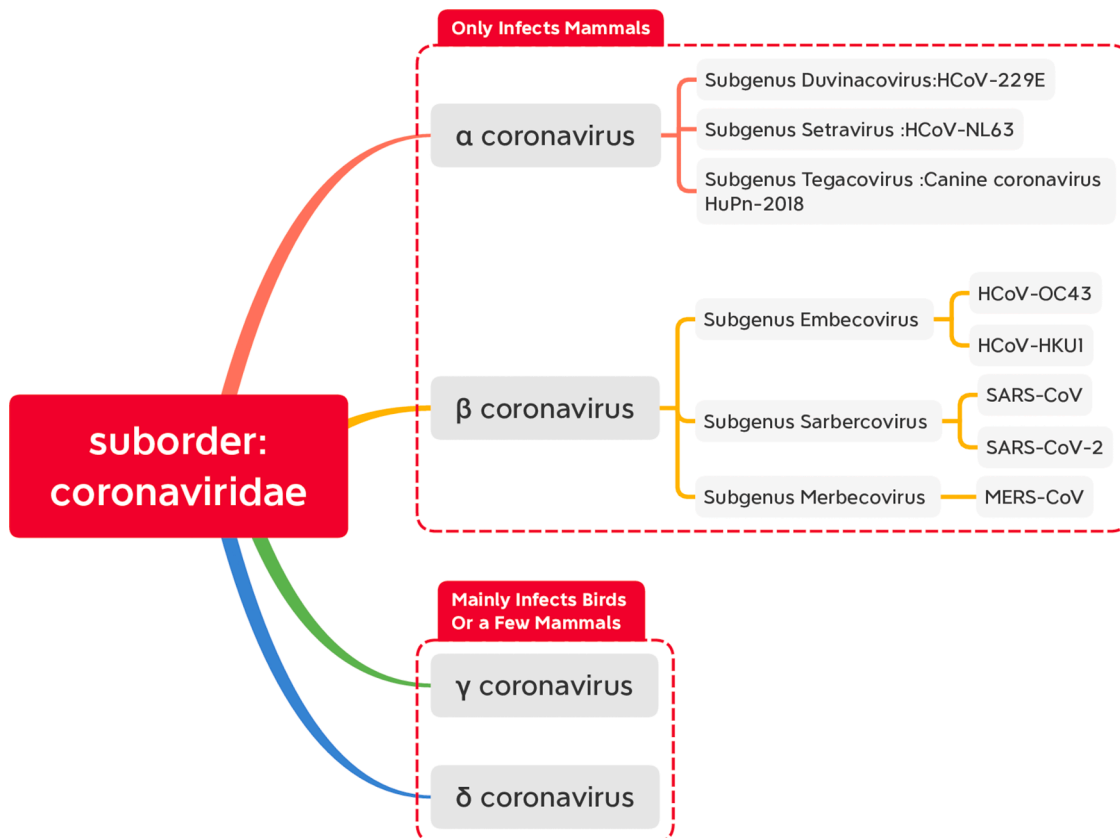 Only Infects Mammals
α coronavirus
Subgenus Duvinacovirus:HCoV-229E
Subgenus Setravirus :HCoV-NL63
Subgenus Tegacovirus :Canine coronavirus
HuPn-2018
suborder:
coronaviridae
β coronavirus
Subgenus Embecovirus
HCoV-OC43
HCoV-HKU1
Subgenus Sarbercovirus
SARS-CoV
SARS-CoV-2
Subgenus Merbecovirus
MERS-CoV
Mainly Infects Birds
Or a Few Mammals
γ coronavirus
δ coronavirus